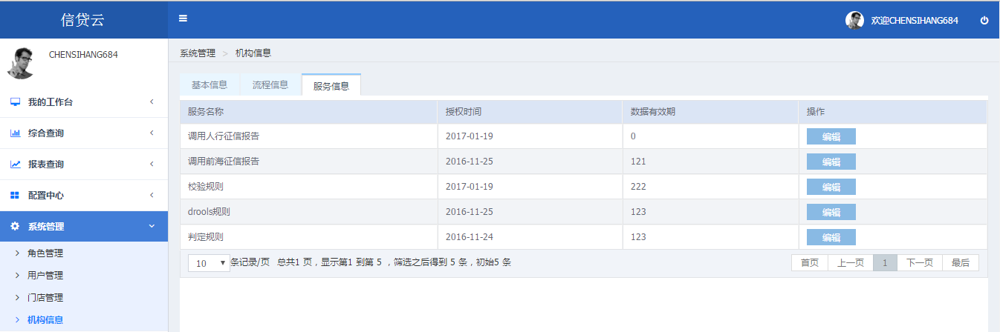 信贷云
欢迎CHENSIHANG684
CHENSIHANG684
我的工作台
综合查询
报表查询
配置中心
系统管理
角色管理
用户管理
门店管理
机构信息
系统管理 > 机构信息
基本信息 流程信息 服务信息
服务名称 授权时间 数据有效期 操作
调用人行征信报告 2017-01-19 0 编辑
调用前海征信报告 2016-11-25 121 编辑
校验规则 2017-01-19 222 编辑
drools规则 2016-11-25 123 编辑
判定规则 2016-11-24 123 编辑
10 条记录/页 总共1 页，显示第1 到第 5 ，筛选之后得到 5 条，初始5 条 首页 上一页 1 下一页 最后